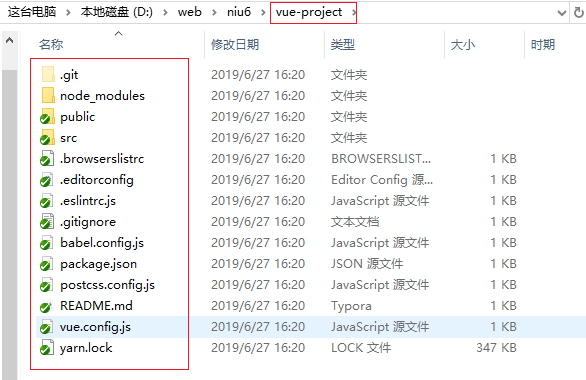 这台电脑 > 本地磁盘 (D:) > web > niu6 > vue-project >
名称 修改日期 类型 大小 时期
.git 2019/6/27 16:20 文件夹
node_modules 2019/6/27 16:20 文件夹
public 2019/6/27 16:20 文件夹
src 2019/6/27 16:20 文件夹
.browserslistrc 2019/6/27 16:20 BROWSERSLIST... 1 KB
.editorconfig 2019/6/27 16:20 Editor Config 源... 1 KB
.eslintrc.js 2019/6/27 16:20 JavaScript 源文件 1 KB
.gitignore 2019/6/27 16:20 文本文档 1 KB
babel.config.js 2019/6/27 16:20 JavaScript 源文件 1 KB
package.json 2019/6/27 16:20 JSON 源文件 1 KB
postcss.config.js 2019/6/27 16:20 JavaScript 源文件 1 KB
README.md 2019/6/27 16:20 Typora 1 KB
vue.config.js 2019/6/27 16:20 JavaScript 源文件 1 KB
yarn.lock 2019/6/27 16:20 LOCK 文件 347 KB